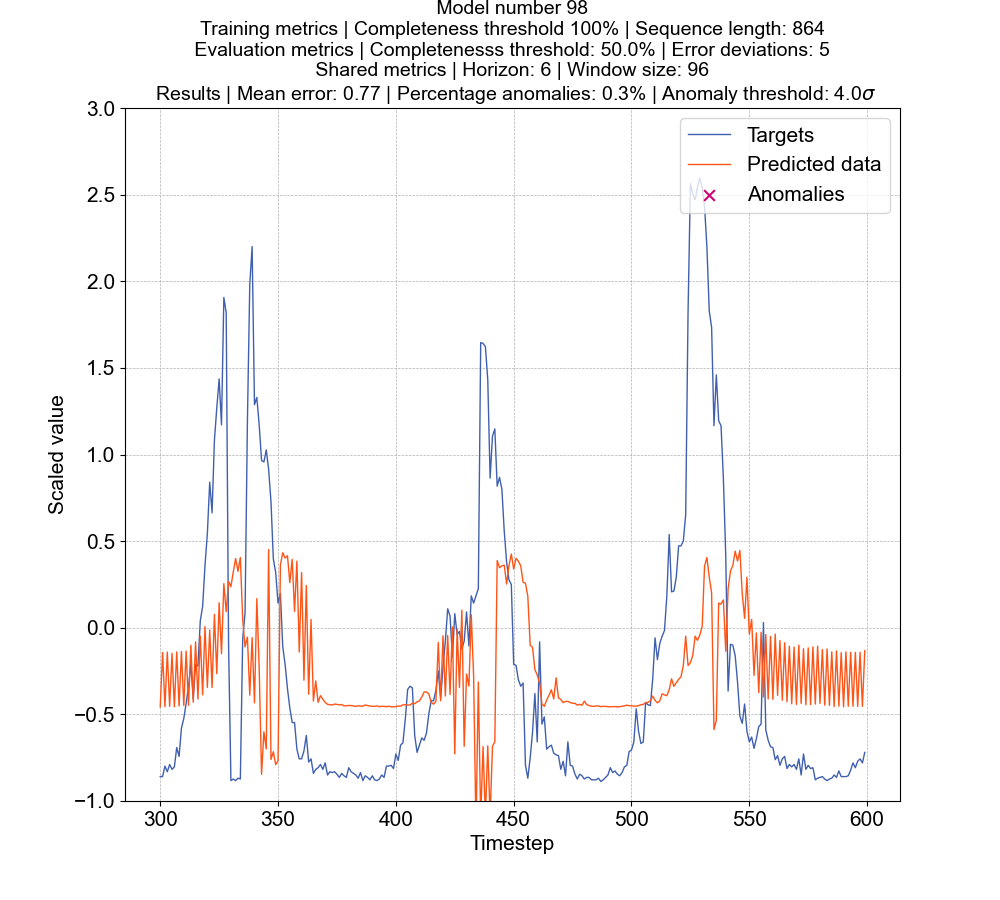 Model number 98
Training metrics | Completeness threshold 100% | Sequence length: 864
Evaluation metrics | Completenesss threshold: 50.0% | Error deviations: 5
Shared metrics | Horizon: 6 | Window size: 96
Results | Mean error: 0.77 | Percentage anomalies: 0.3% | Anomaly threshold: 4.0σ
3.0
2.5
2.0
1.5
1.0
0.5
0.0
−0.5
−1.0
Scaled value
Targets
Predicted data
Anomalies
300 350 400 450 500 550 600
Timestep